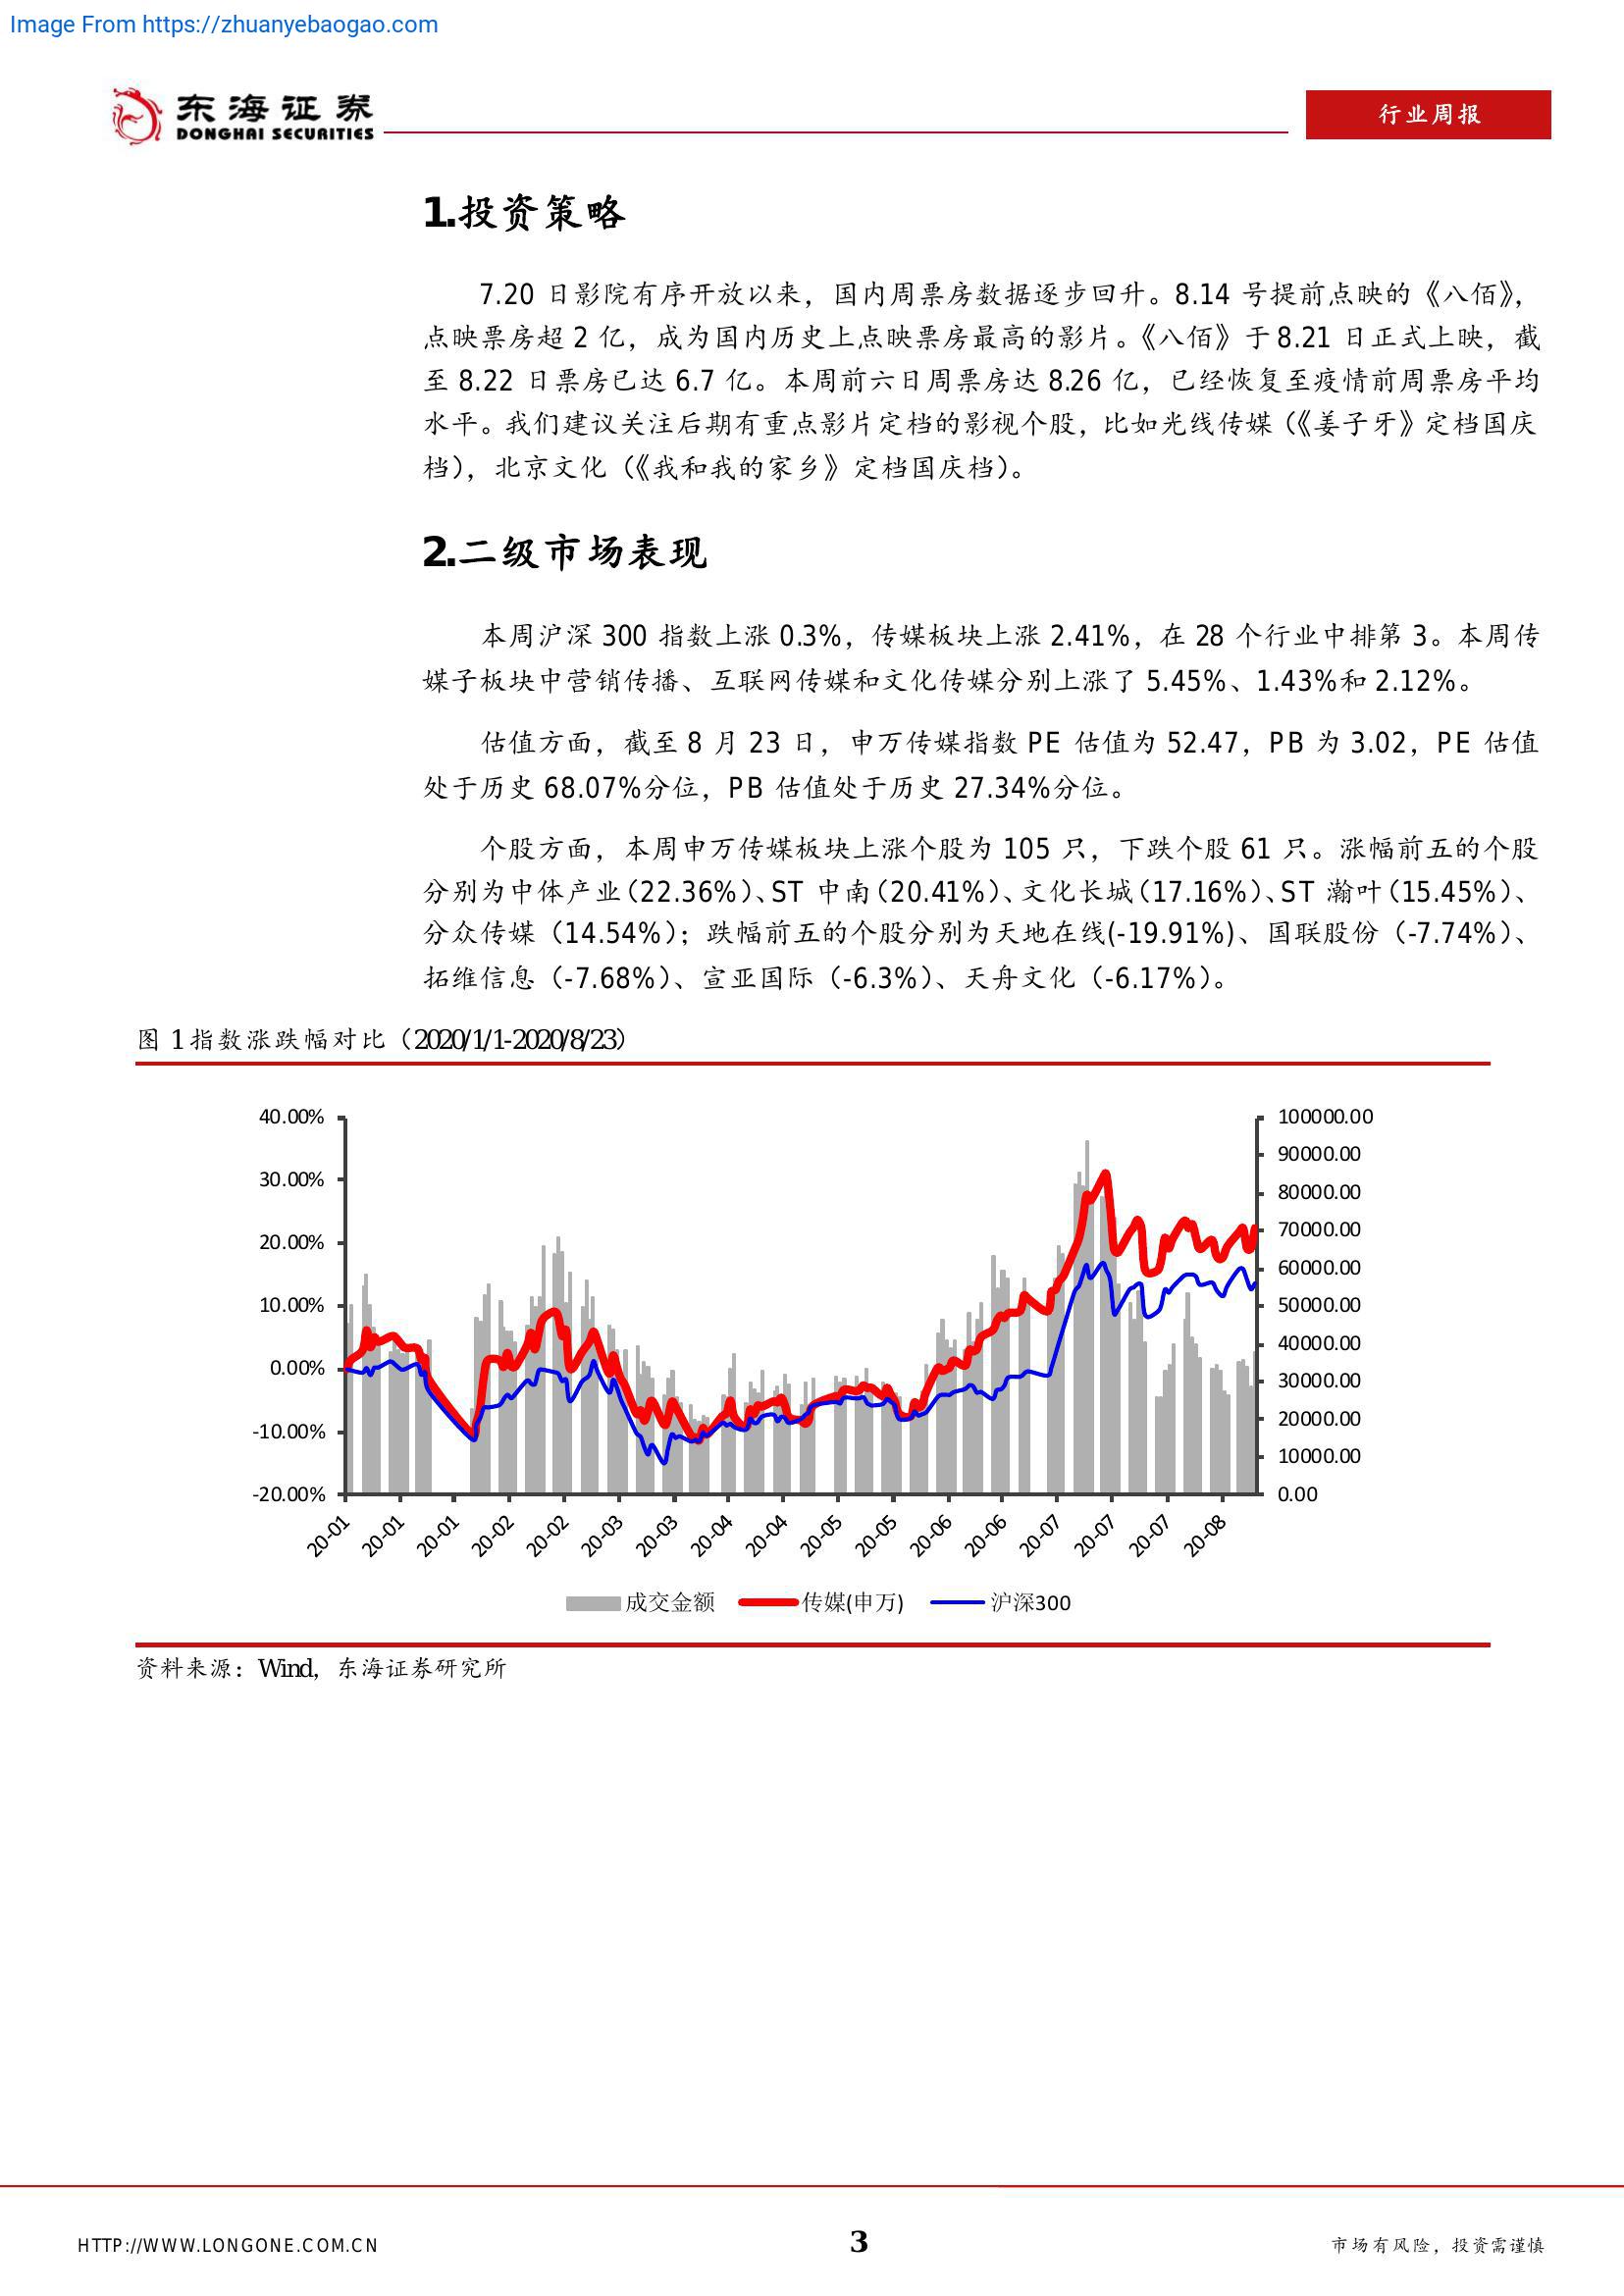 Image From https://zhuanyebaogao.com
东海证券
DONGHAI SECURITIES
行业周报
1.投资策略
7.20 日影院有序开放以来，国内周票房数据逐步回升。8.14 号提前点映的《八佰》，
点映票房超 2 亿，成为国内历史上点映票房最高的影片。《八佰》于 8.21 日正式上映，截
至 8.22 日票房已达 6.7 亿。本周前六日周票房达 8.26 亿，已经恢复至疫情前周票房平均
水平。我们建议关注后期有重点影片定档的影视个股，比如光线传媒（《姜子牙》定档国庆
档），北京文化（《我和我的家乡》定档国庆档）。
2.二级市场表现
本周沪深 300 指数上涨 0.3%，传媒板块上涨 2.41%，在 28 个行业中排第 3。本周传
媒子板块中营销传播、互联网传媒和文化传媒分别上涨了 5.45%、1.43%和 2.12%。
估值方面，截至 8 月 23 日，申万传媒指数 PE 估值为 52.47，PB 为 3.02，PE 估值
处于历史 68.07%分位，PB 估值处于历史 27.34%分位。
个股方面，本周申万传媒板块上涨个股为 105 只，下跌个股 61 只。涨幅前五的个股
分别为中体产业（22.36%）、ST 中南（20.41%）、文化长城（17.16%）、ST 瀚叶（15.45%）、
分众传媒（14.54%）；跌幅前五的个股分别为天地在线(-19.91%)、国联股份（-7.74%）、
拓维信息（-7.68%）、宣亚国际（-6.3%）、天舟文化（-6.17%）。
图 1 指数涨跌幅对比（2020/1/1-2020/8/23）
40.00%
30.00%
20.00%
10.00%
0.00%
-10.00%
-20.00%
100000.00
90000.00
80000.00
70000.00
60000.00
50000.00
40000.00
30000.00
20000.00
10000.00
0.00
20-01 20-01 20-01 20-02 20-02 20-03 20-03 20-04 20-04 20-05 20-05 20-06 20-06 20-07 20-07 20-07 20-08
成交金额 传媒(申万) 沪深300
资料来源：Wind，东海证券研究所
HTTP://WWW.LONGONE.COM.CN 3 市场有风险，投资需谨慎